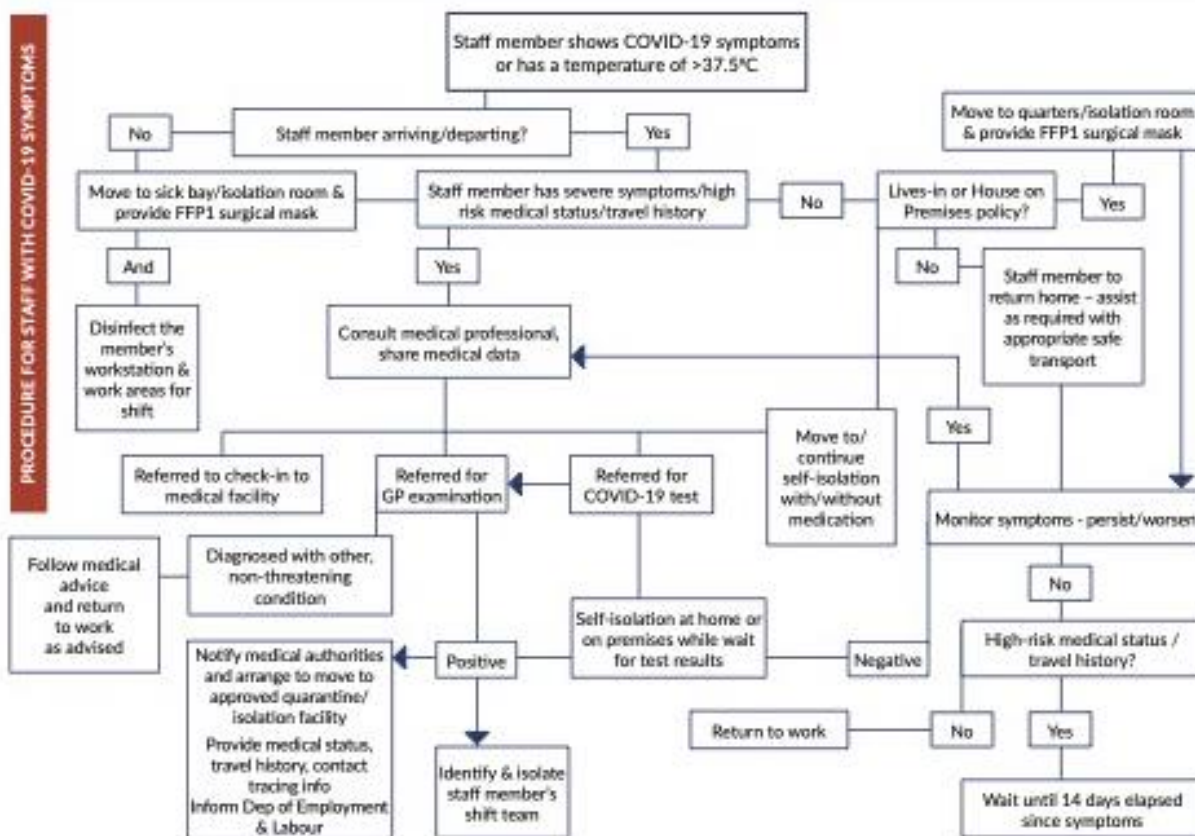 PROCEDURE FOR STAFF WITH COVID-19 SYMPTOMS
Staff member shows COVID-19 symptoms
or has a temperature of >37.5°C
No
Staff member arriving/departing?
Yes
Move to quarters/isolation room
& provide FFP1 surgical mask
Move to sick bay/isolation room &
provide FFP1 surgical mask
Staff member has severe symptoms/high
risk medical status/travel history
No
Lives-in or House on
Premises policy?
Yes
And
Yes
No
Staff member to
return home – assist
as required with
appropriate safe
transport
Disinfect the
member's
workstation &
work areas for
shift
Consult medical professional,
share medical data
Yes
Referred to check-in to
medical facility
Referred for
GP examination
Referred for
COVID-19 test
Move to/
continue
self-isolation
with/without
medication
Monitor symptoms - persist/worsen
Follow medical
advice
and return
to work
as advised
Diagnosed with other,
non-threatening
condition
No
Self-isolation at home or
on premises while wait
for test results
Positive
Negative
High-risk medical status /
travel history?
Notify medical authorities
and arrange to move to
approved quarantine/
isolation facility
Provide medical status,
travel history, contact
tracing info
Inform Dep of Employment
& Labour
Identify & isolate
staff member's
shift team
Return to work
No
Yes
Wait until 14 days elapsed
since symptoms